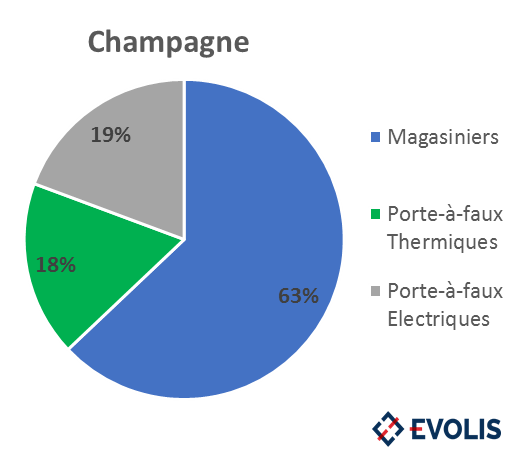 Champagne
19%
Magasiniers
Porte-à-faux
Thermiques
18%
Porte-à-faux
Electriques
63%
EVOLIS